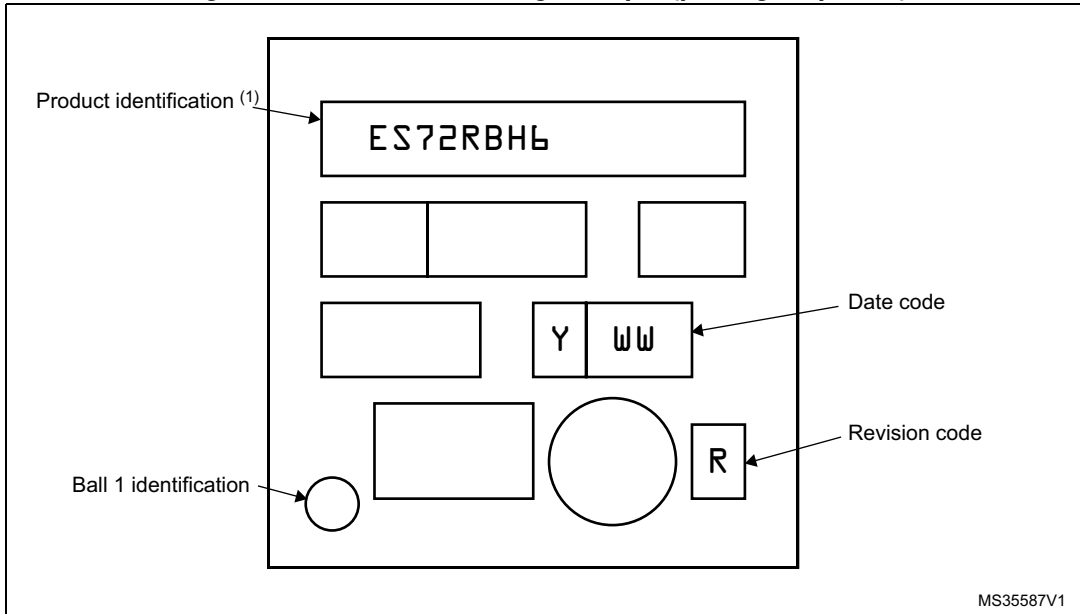 Product identification (1)
ES72RBH6
Date code
Y WW
Revision code
R
Ball 1 identification
MS35587V1